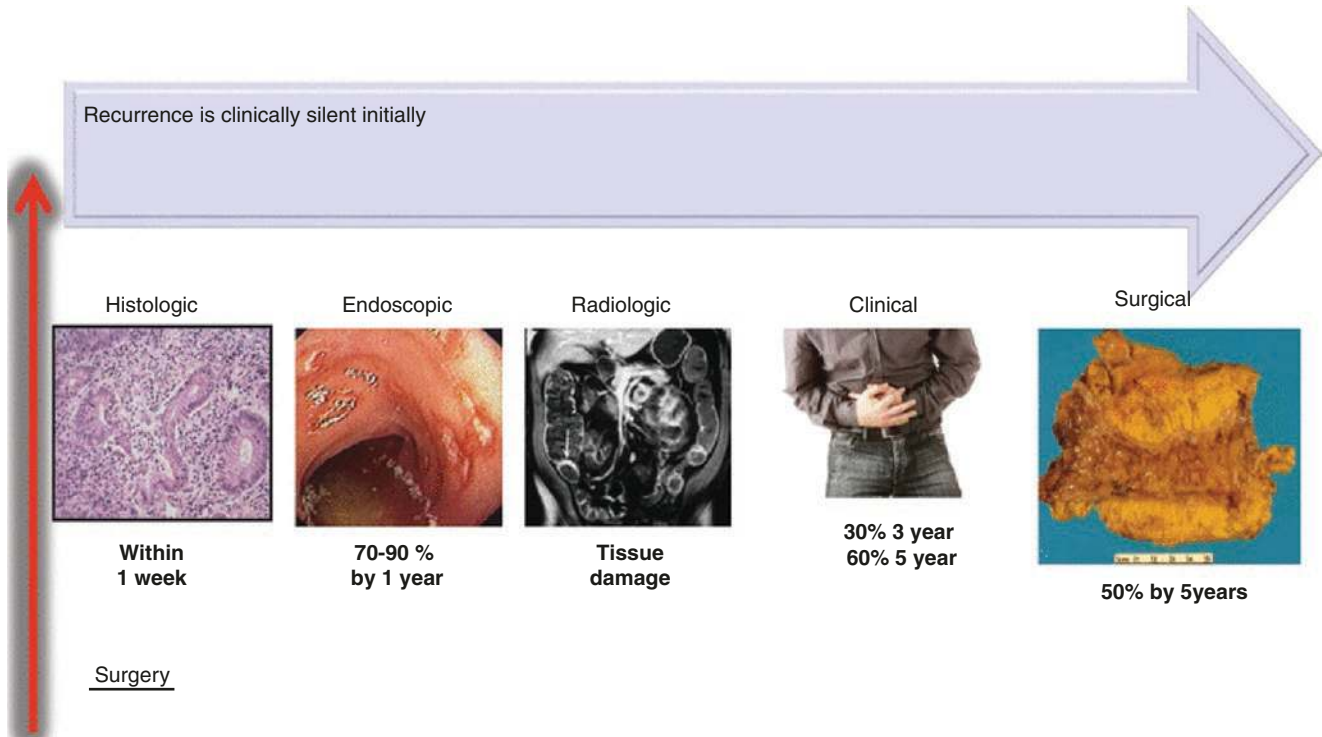 Recurrence is clinically silent initially
Histologic
Endoscopic
Radiologic
Clinical
Surgical
Within
1 week
70-90 %
by 1 year
Tissue
damage
30% 3 year
60% 5 year
50% by 5years
Surgery